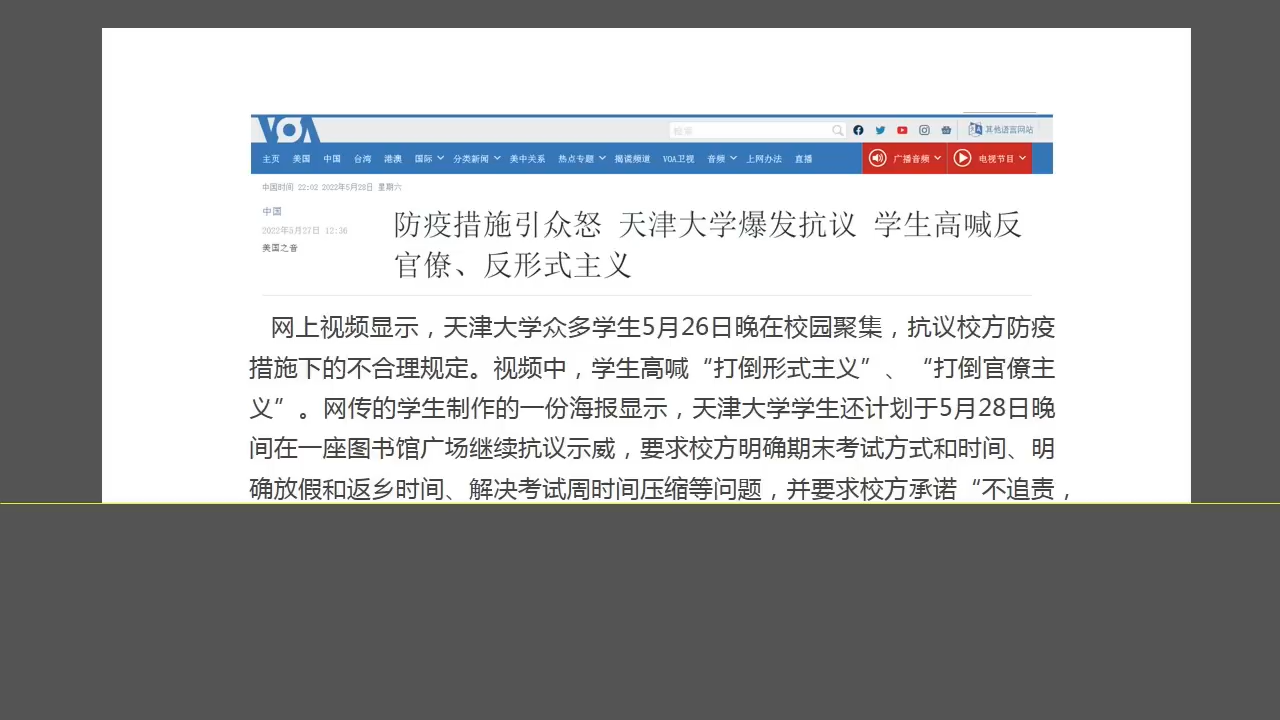 VOA
检索
其他语言网站
主页 美国 中国 台湾 港澳 国际 分类新闻 美中关系 热点专题 揭谎频道 VOA卫视 音频 上网办法 直播 广播音频 电视节目
中国时间 22:02 2022年5月28日 星期六
中国
2022年5月27日 12:36
美国之音
防疫措施引众怒 天津大学爆发抗议 学生高喊反
官僚、反形式主义
网上视频显示，天津大学众多学生5月26日晚在校园聚集，抗议校方防疫
措施下的不合理规定。视频中，学生高喊“打倒形式主义”、“打倒官僚主
义”。网传的学生制作的一份海报显示，天津大学学生还计划于5月28日晚
间在一座图书馆广场继续抗议示威，要求校方明确期末考试方式和时间、明
确放假和返乡时间、解决考试周时间压缩等问题，并要求校方承诺“不追责，